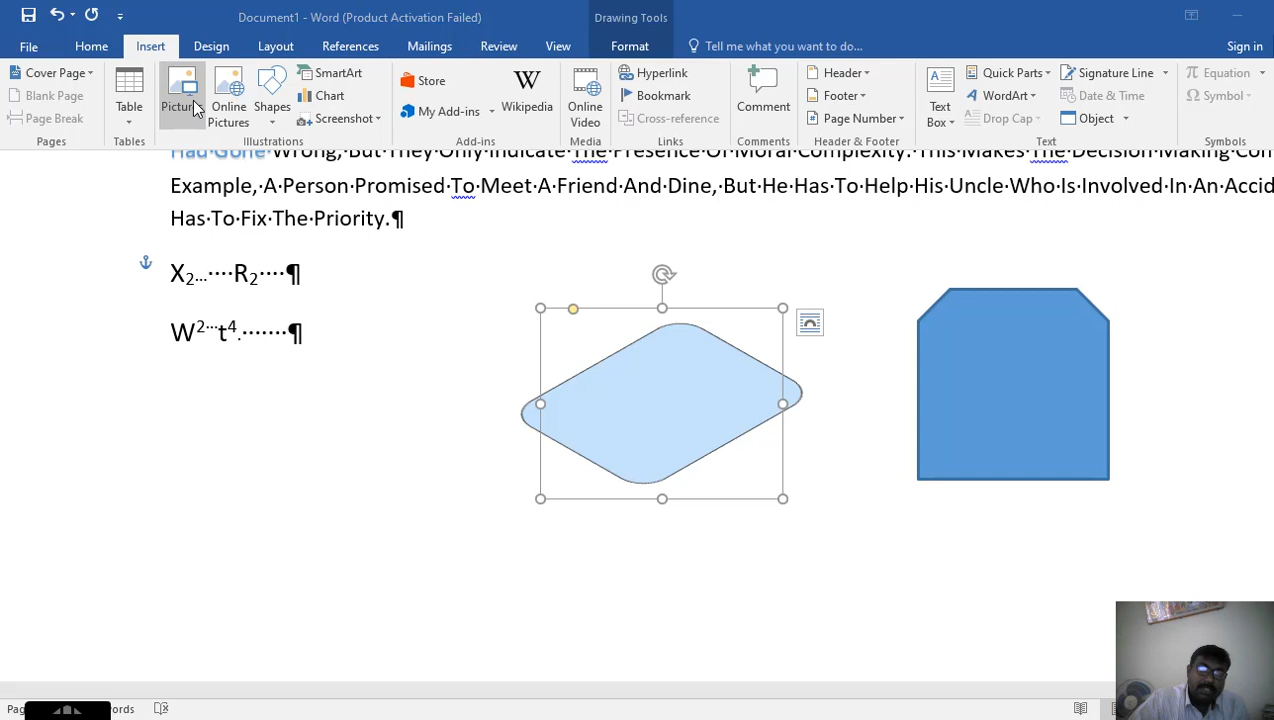 Document1 - Word (Product Activation Failed)
Drawing Tools
File Home Insert Design Layout References Mailings Review View Format Tell me what you want to do... Sign in
Cover Page
Blank Page
Page Break
Pages
Table
Tables
Pictures
Online Pictures
Shapes
SmartArt
Chart
Screenshot
Illustrations
Store
My Add-ins
Wikipedia
Add-ins
Online Video
Media
Hyperlink
Bookmark
Cross-reference
Links
Comment
Comments
Header
Footer
Page Number
Header & Footer
Text Box
Quick Parts
WordArt
Drop Cap
Signature Line
Date & Time
Object
Text
Equation
Symbol
Symbols
Had·Gone·Wrong,·But·They·Only·Indicate·The·Presence·Of·Moral·Complexity.·This·Makes·The·Decision·Making·
Example,·A·Person·Promised·To·Meet·A·Friend·And·Dine,·But·He·Has·To·Help·His·Uncle·Who·Is·Involved·In·An·
Has·To·Fix·The·Priority.¶
X₂...····R₂····¶
W²···t⁴.·······¶